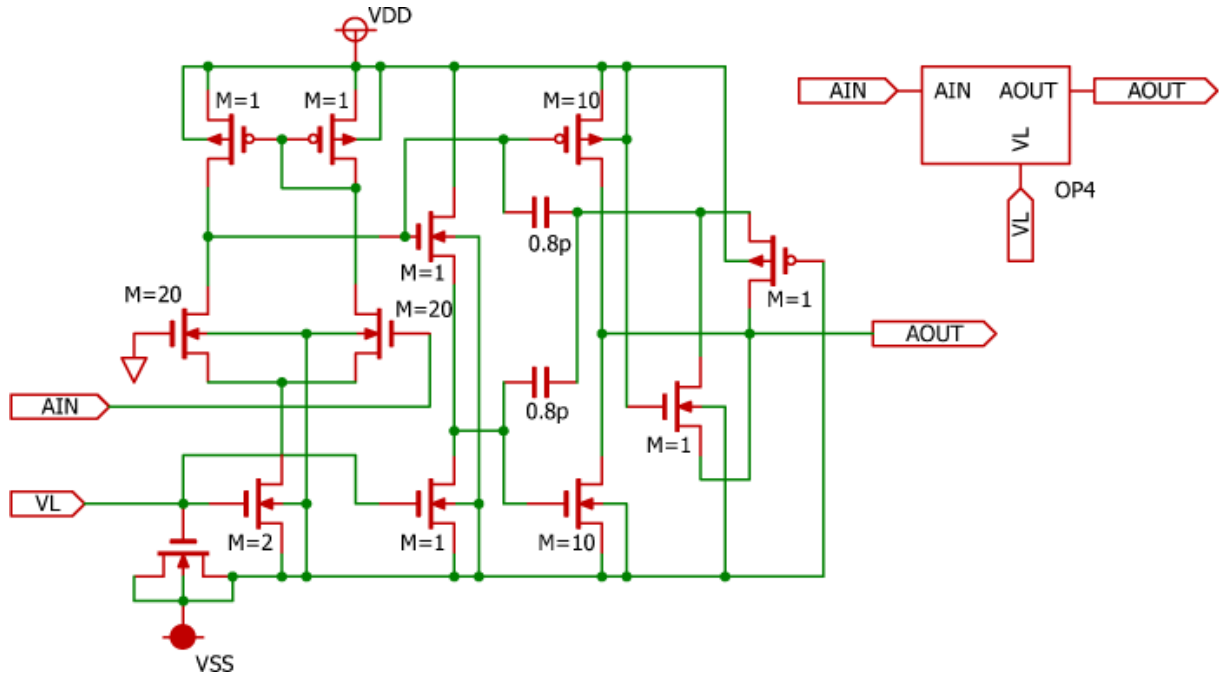 VDD
M=1
M=1
M=10
AIN
AIN
AOUT
AOUT
VL
OP4
VL
0.8p
M=1
M=1
M=20
M=20
AOUT
AIN
0.8p
M=1
VL
M=2
M=1
M=10
VSS